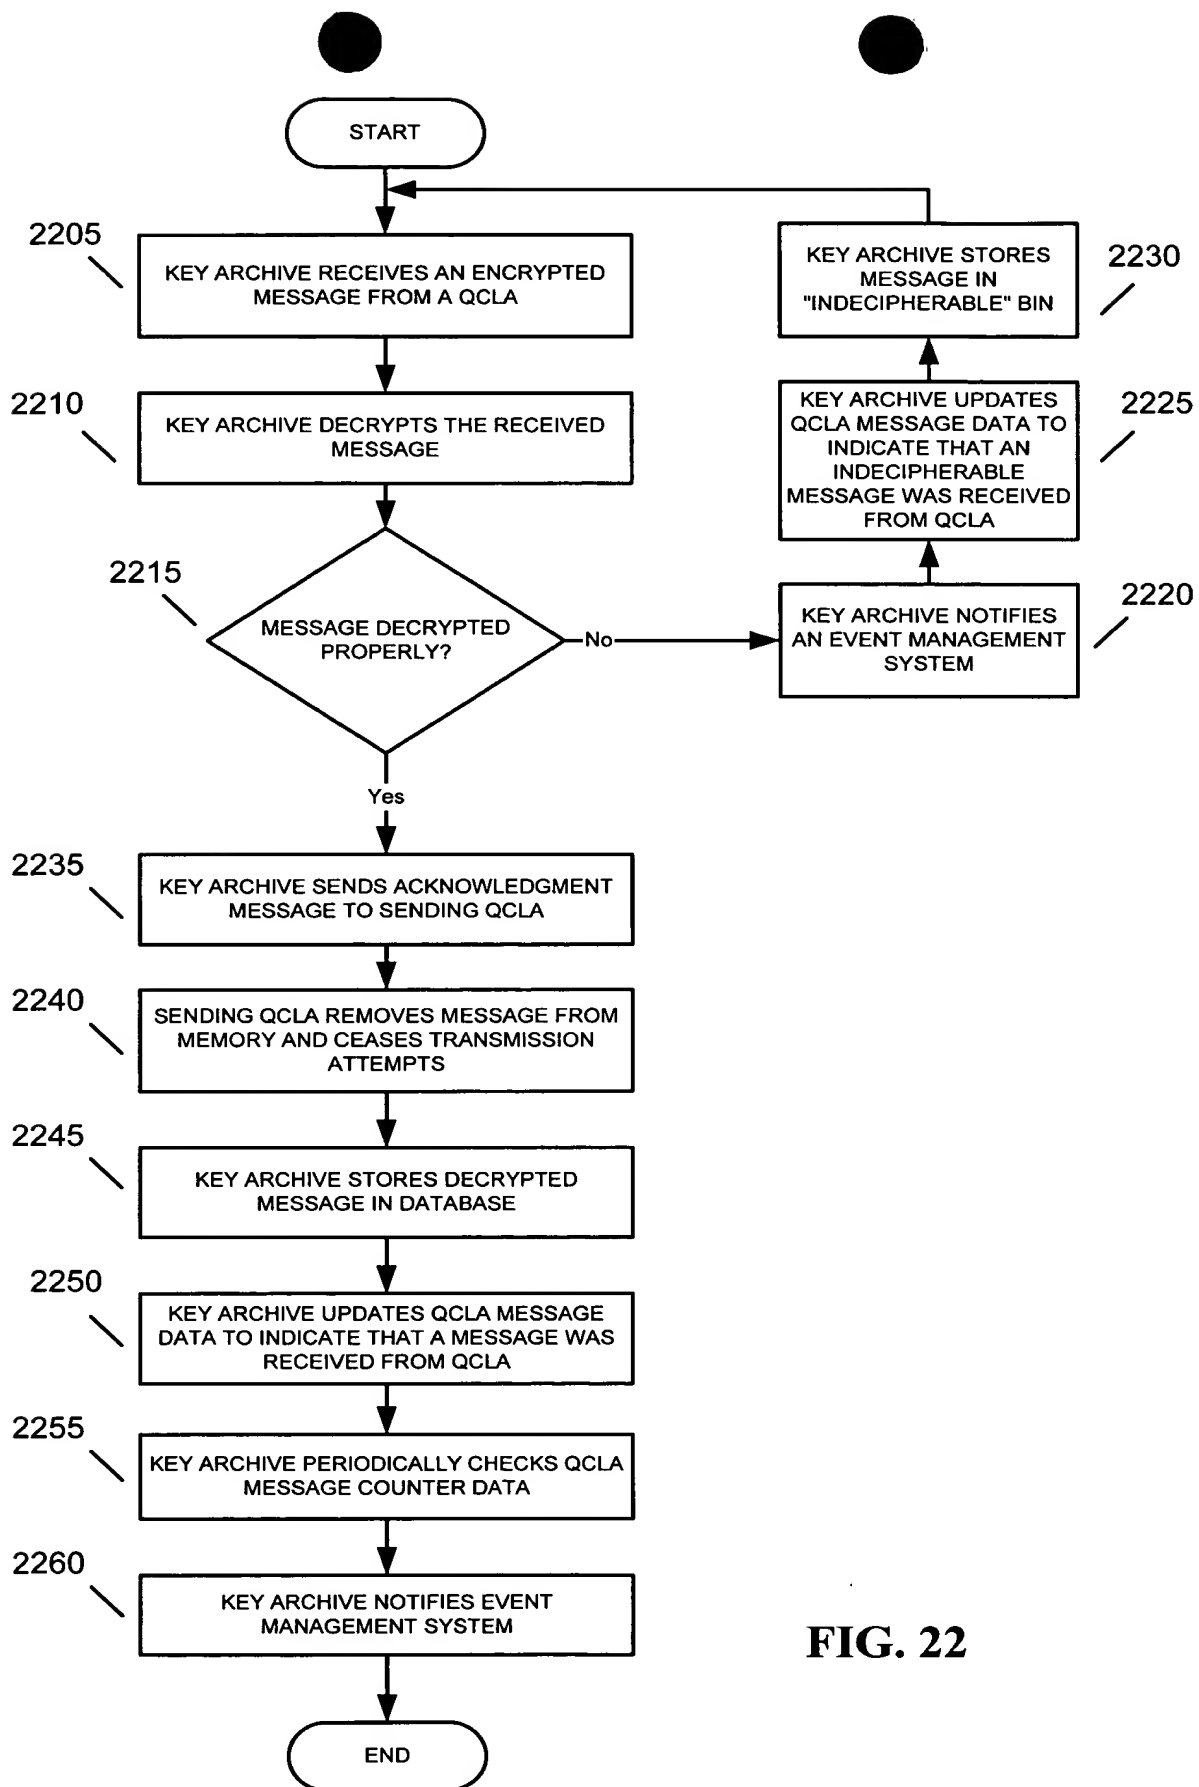 START
2205
KEY ARCHIVE RECEIVES AN ENCRYPTED
MESSAGE FROM A QCLA
2210
KEY ARCHIVE DECRYPTS THE RECEIVED
MESSAGE
2215
MESSAGE DECRYPTED
PROPERLY?
No
KEY ARCHIVE NOTIFIES
AN EVENT MANAGEMENT
SYSTEM
2220
KEY ARCHIVE UPDATES
QCLA MESSAGE DATA TO
INDICATE THAT AN
INDECIPHERABLE
MESSAGE WAS RECEIVED
FROM QCLA
2225
KEY ARCHIVE STORES
MESSAGE IN
"INDECIPHERABLE" BIN
2230
Yes
2235
KEY ARCHIVE SENDS ACKNOWLEDGMENT
MESSAGE TO SENDING QCLA
2240
SENDING QCLA REMOVES MESSAGE FROM
MEMORY AND CEASES TRANSMISSION
ATTEMPTS
2245
KEY ARCHIVE STORES DECRYPTED
MESSAGE IN DATABASE
2250
KEY ARCHIVE UPDATES QCLA MESSAGE
DATA TO INDICATE THAT A MESSAGE WAS
RECEIVED FROM QCLA
2255
KEY ARCHIVE PERIODICALLY CHECKS QCLA
MESSAGE COUNTER DATA
2260
KEY ARCHIVE NOTIFIES EVENT
MANAGEMENT SYSTEM
END
FIG. 22